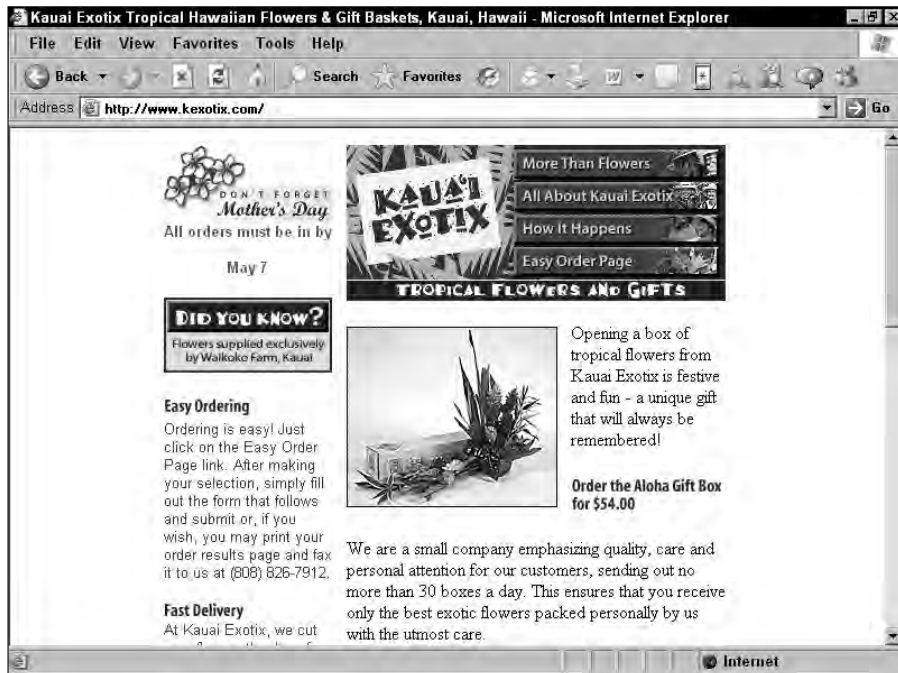 Kauai Exotix Tropical Hawaiian Flowers & Gift Baskets, Kauai, Hawaii - Microsoft Internet Explorer
File Edit View Favorites Tools Help
Back Search Favorites
Address http://www.kexotix.com/ Go
DON'T FORGET
Mother's Day
All orders must be in by
May 7
DID YOU KNOW?
Flowers supplied exclusively
by Waikoko Farm, Kauai
Easy Ordering
Ordering is easy! Just
click on the Easy Order
Page link. After making
your selection, simply fill
out the form that follows
and submit or, if you
wish, you may print your
order results page and fax
it to us at (808) 826-7912.
Fast Delivery
At Kauai Exotix, we cut
KAUA'I
EXOTIX
More Than Flowers
All About Kauai Exotix
How It Happens
Easy Order Page
TROPICAL FLOWERS AND GIFTS
Opening a box of
tropical flowers from
Kauai Exotix is festive
and fun - a unique gift
that will always be
remembered!
Order the Aloha Gift Box
for $54.00
We are a small company emphasizing quality, care and
personal attention for our customers, sending out no
more than 30 boxes a day. This ensures that you receive
only the best exotic flowers packed personally by us
with the utmost care.
Internet